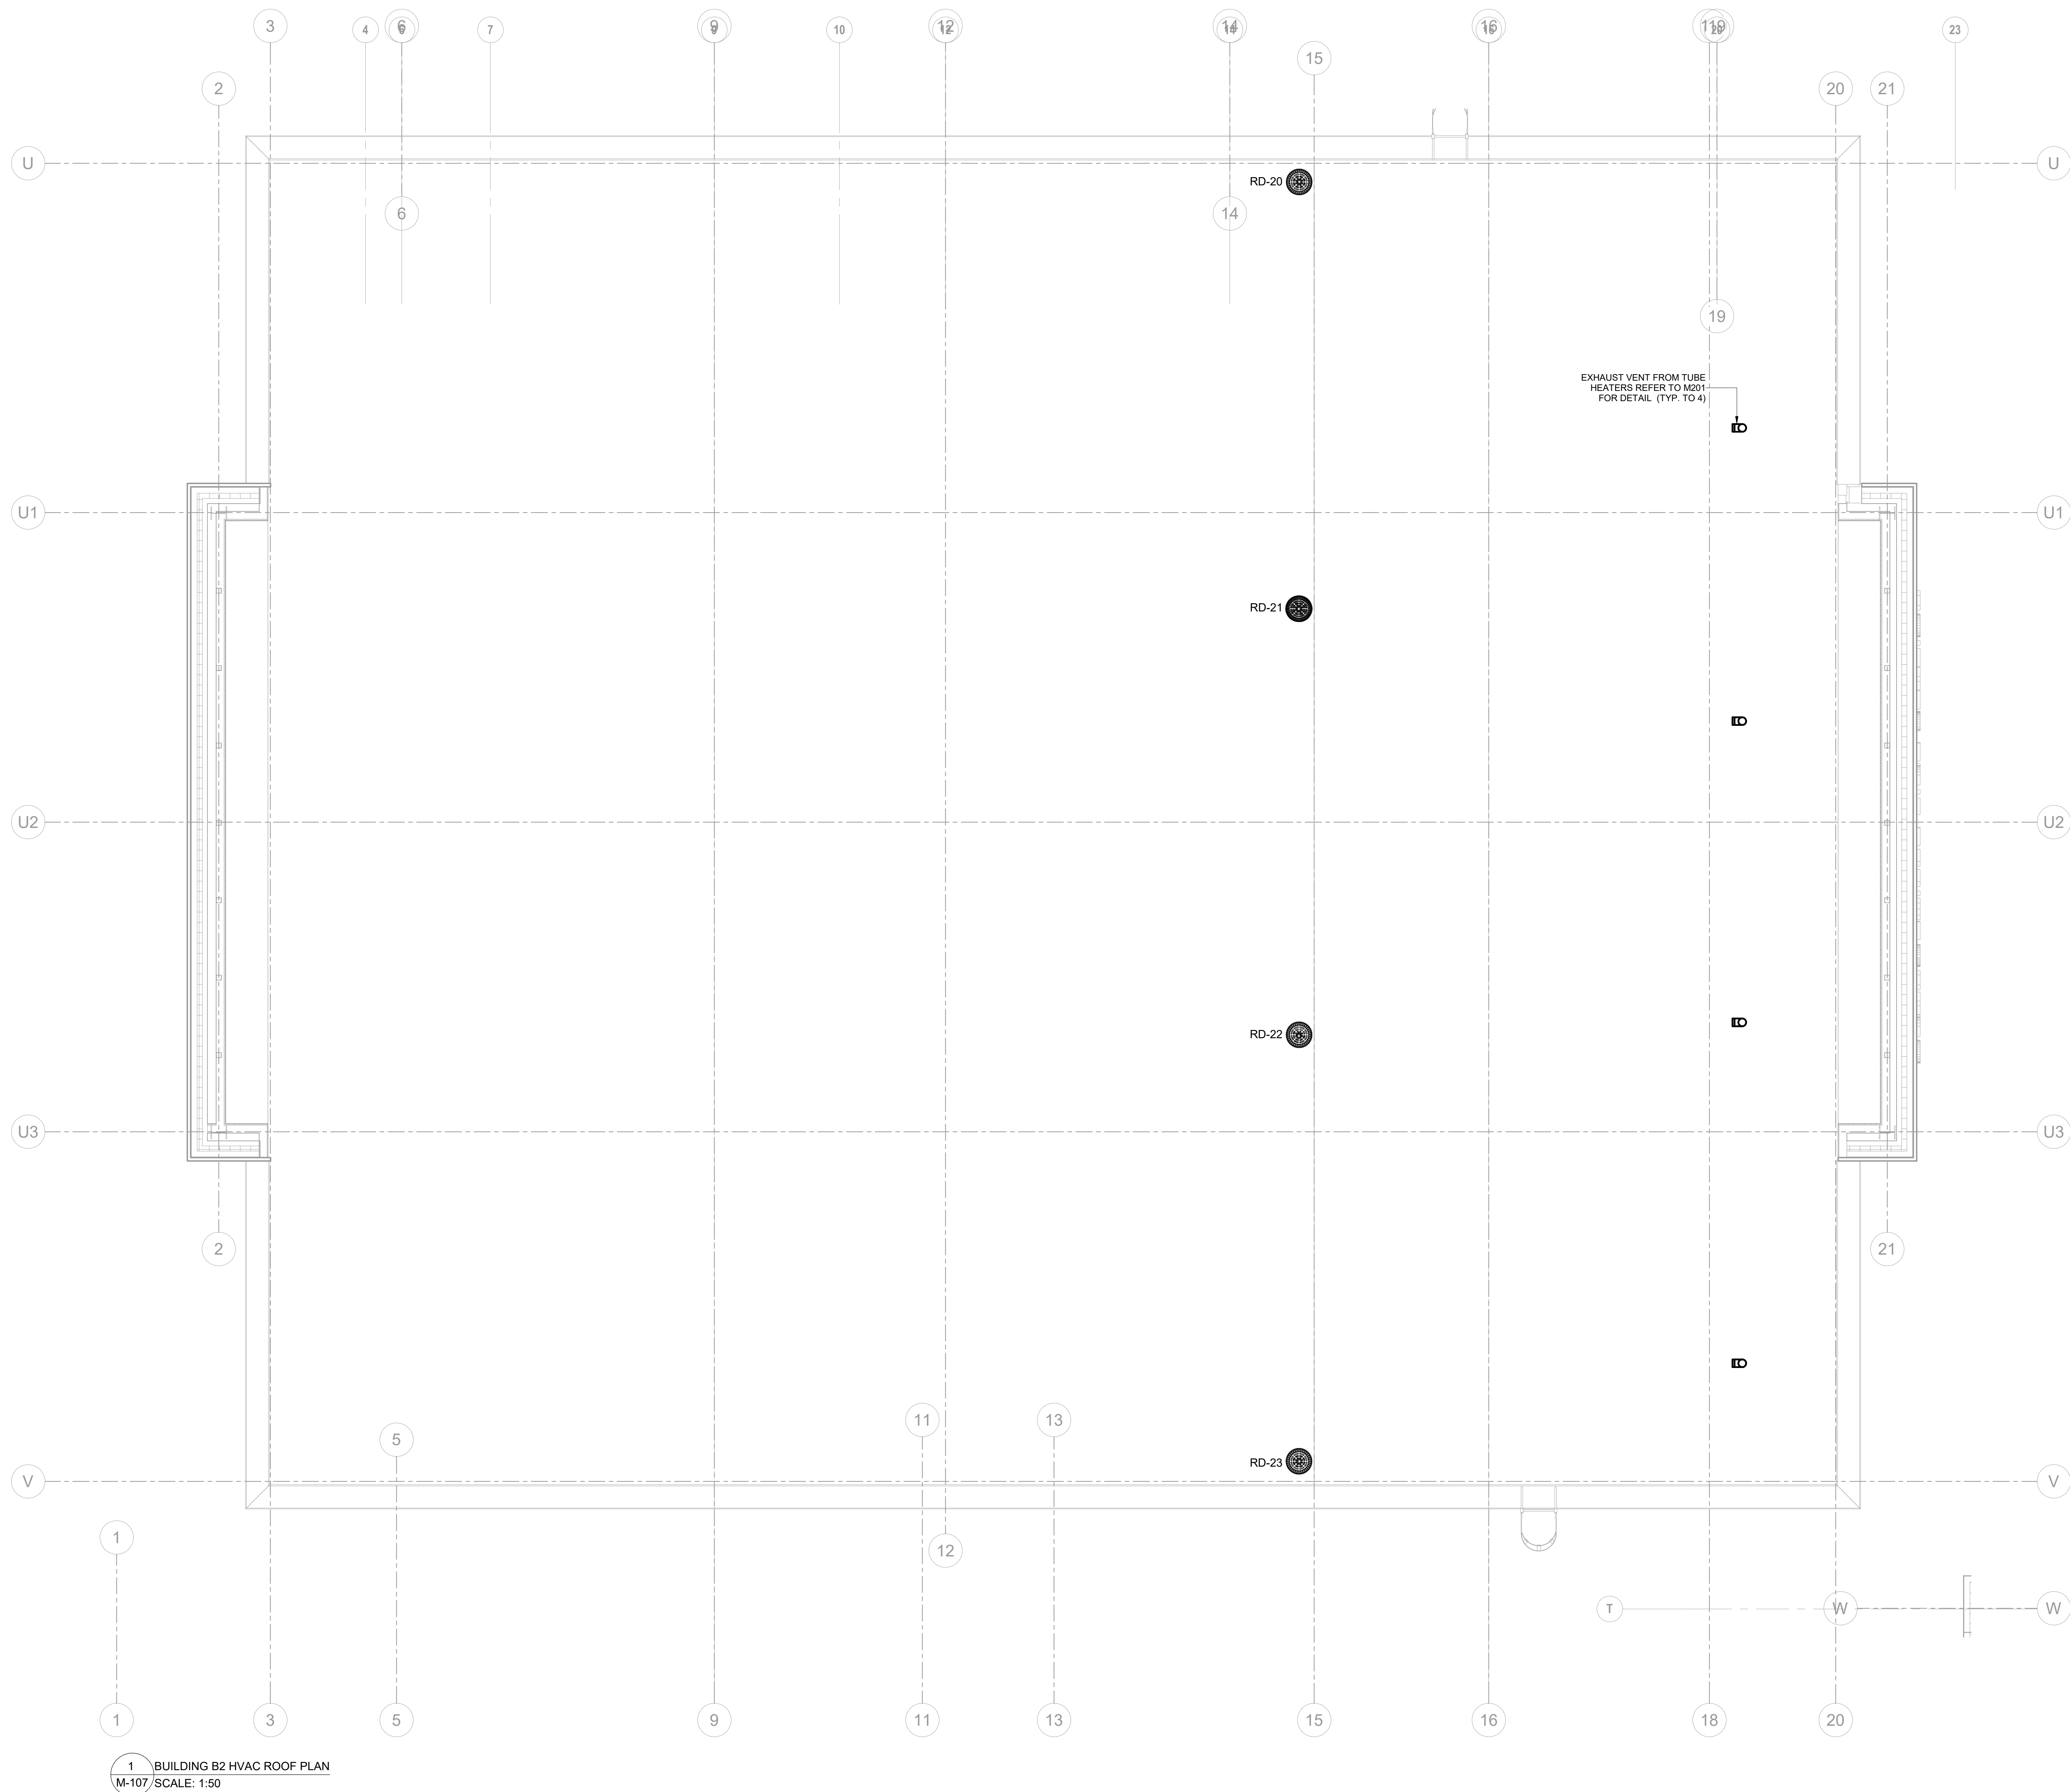 3
4
6
7
9
10
12
14
16
23
15
2
20
21
U
U
RD-20
6
14
19
EXHAUST VENT FROM TUBE
HEATERS REFER TO M201
FOR DETAIL (TYP. TO 4)
U1
U1
RD-21
U2
U2
RD-22
U3
U3
2
21
11
13
5
RD-23
V
V
1
12
T
W
W
1
3
5
9
11
13
15
16
18
20
1
BUILDING B2 HVAC ROOF PLAN
M-107
SCALE: 1:50